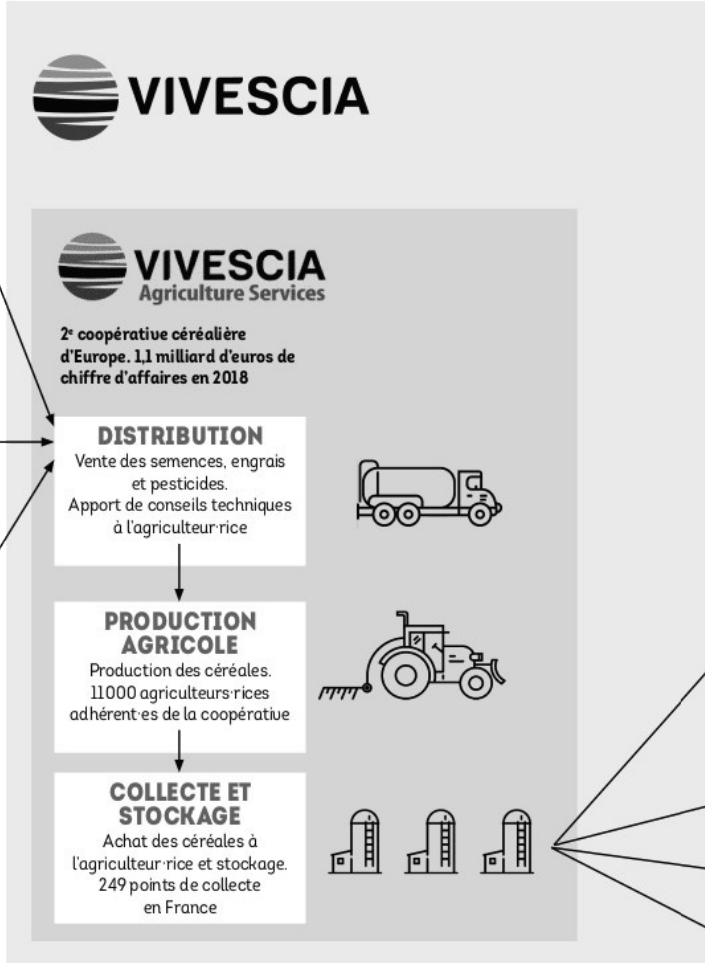 VIVESCIA
VIVESCIA
Agriculture Services
2e coopérative céréalière
d'Europe. 1,1 milliard d'euros de
chiffre d'affaires en 2018
DISTRIBUTION
Vente des semences, engrais
et pesticides.
Apport de conseils techniques
à l'agriculteur·rice
PRODUCTION
AGRICOLE
Production des céréales.
11000 agriculteurs·rices
adhérent·es de la coopérative
COLLECTE ET
STOCKAGE
Achat des céréales à
l'agriculteur·rice et stockage.
249 points de collecte
en France